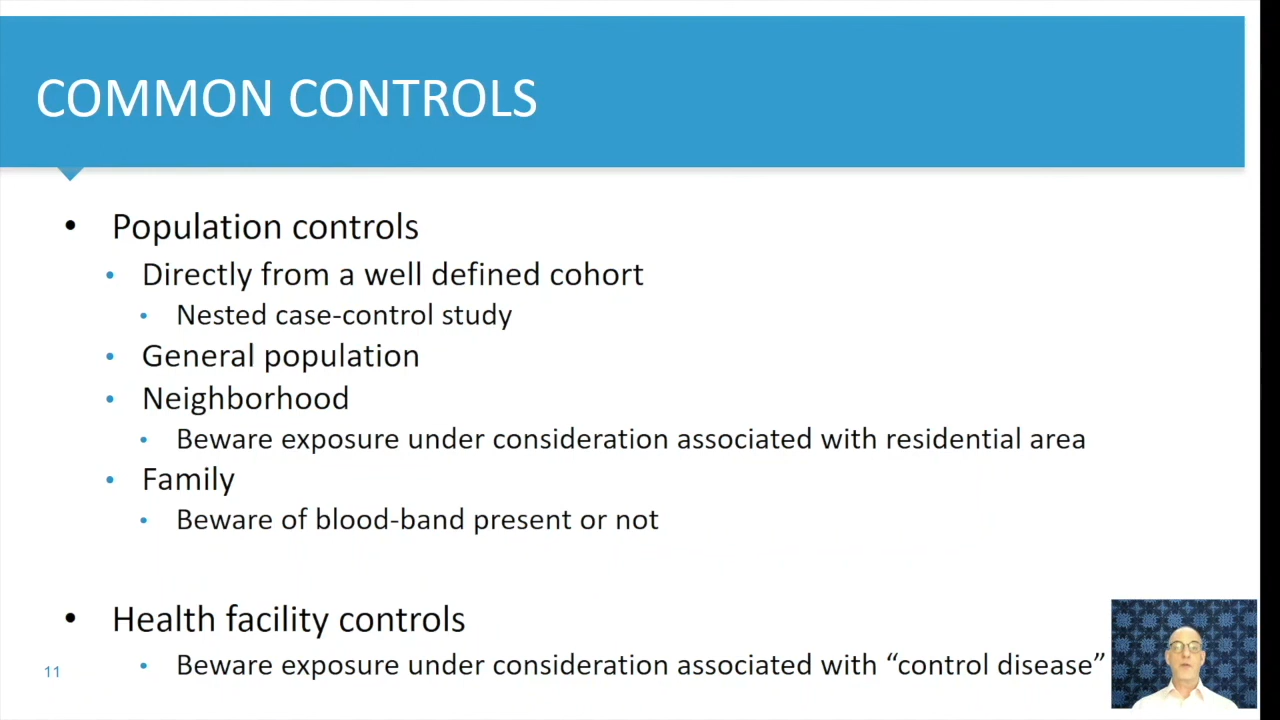 COMMON CONTROLS
• Population controls
• Directly from a well defined cohort
• Nested case-control study
• General population
• Neighborhood
• Beware exposure under consideration associated with residential area
• Family
• Beware of blood-band present or not
• Health facility controls
• Beware exposure under consideration associated with “control disease”
11